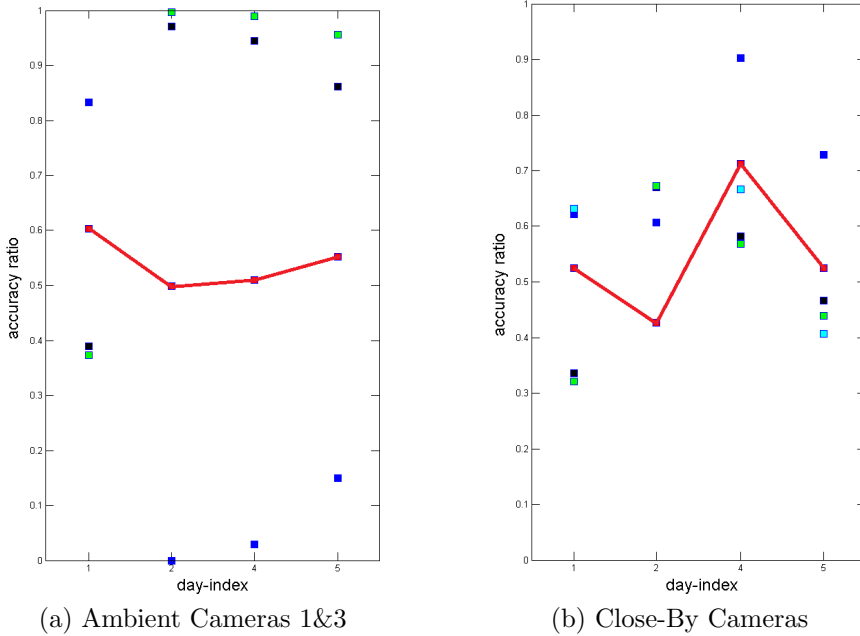 1
0.9
0.8
0.7
0.6
0.5
0.4
0.3
0.2
0.1
0
accuracy ratio
1 2 4 5
day-index
(a) Ambient Cameras 1&3
1
0.9
0.8
0.7
0.6
0.5
0.4
0.3
0.2
0.1
0
accuracy ratio
1 2 4 5
day-index
(b) Close-By Cameras